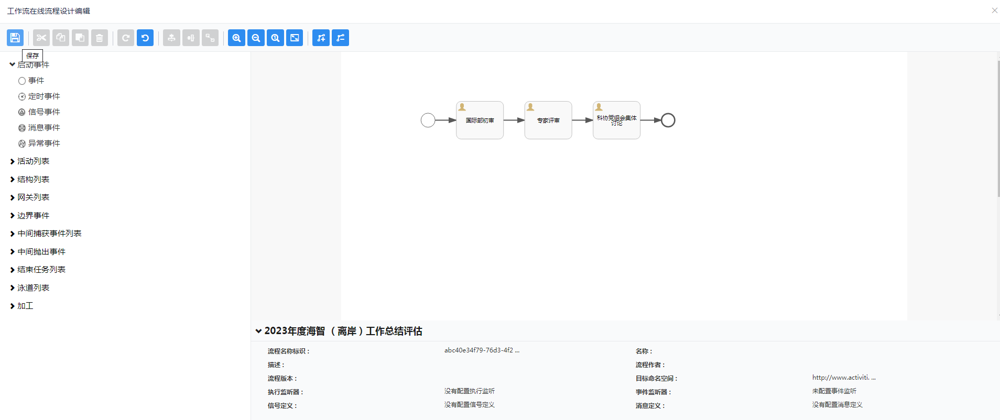 工作流在线流程设计编辑
保存
启动事件
事件
定时事件
信号事件
消息事件
异常事件
活动列表
结构列表
网关列表
边界事件
中间捕获事件列表
中间抛出事件
结束任务列表
泳道列表
加工
国际部初审
专家评审
科协党组会集体
讨论
2023年度海智（离岸）工作总结评估
流程名称标识： abc40e34f79-76d3-4f2 ... 名称：
描述： 流程作者：
流程版本： 目标命名空间： http://www.activiti. ...
执行监听器： 没有配置执行监听 事件监听器： 未配置事件监听
信号定义： 没有配置信号定义 消息定义： 没有配置消息定义